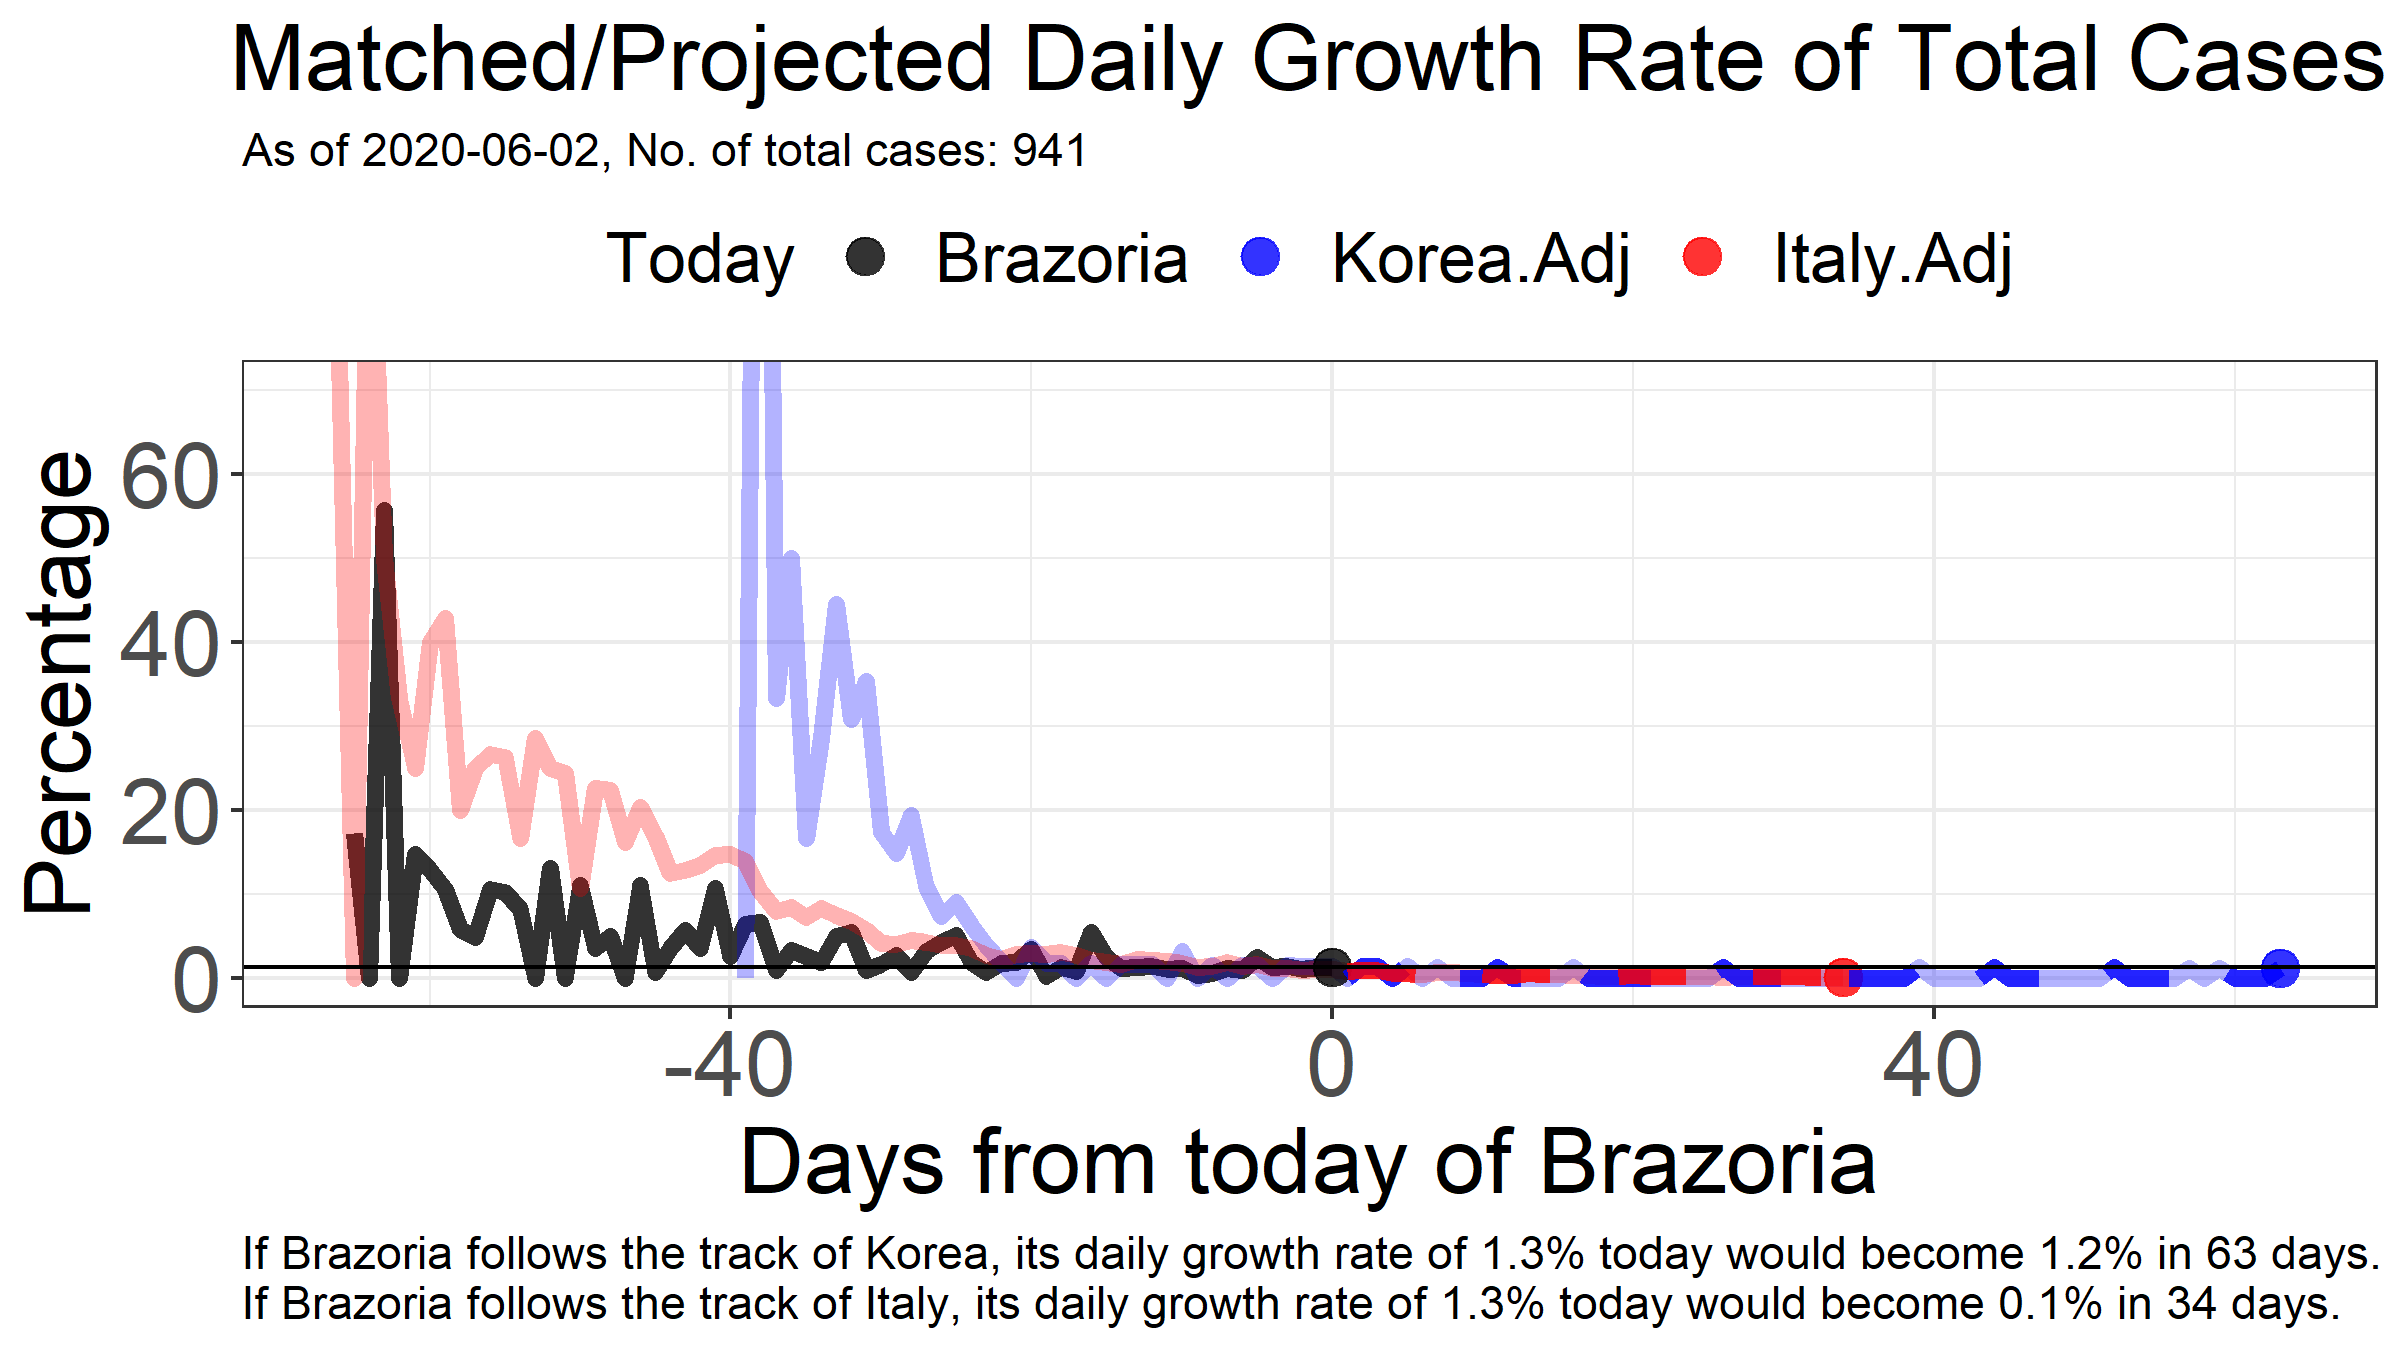 Matched/Projected Daily Growth Rate of Total Cases
As of 2020-06-02, No. of total cases: 941
Today Brazoria Korea.Adj Italy.Adj
Percentage
60
40
20
0
-40 0 40
Days from today of Brazoria
If Brazoria follows the track of Korea, its daily growth rate of 1.3% today would become 1.2% in 63 days.
If Brazoria follows the track of Italy, its daily growth rate of 1.3% today would become 0.1% in 34 days.